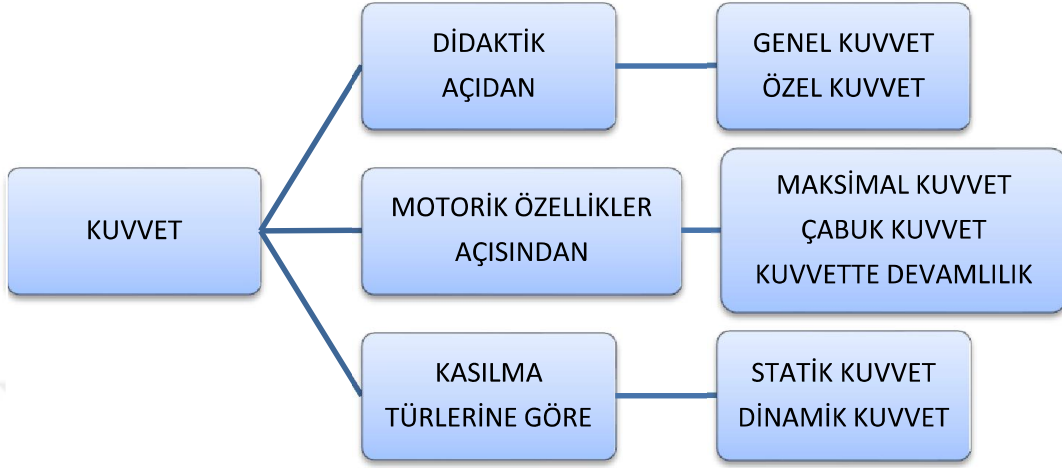 KUVVET
DİDAKTİK
AÇIDAN
GENEL KUVVET
ÖZEL KUVVET
MOTORİK ÖZELLİKLER
AÇISINDAN
MAKSİMAL KUVVET
ÇABUK KUVVET
KUVVETTE DEVAMLILIK
KASILMA
TÜRLERİNE GÖRE
STATİK KUVVET
DİNAMİK KUVVET